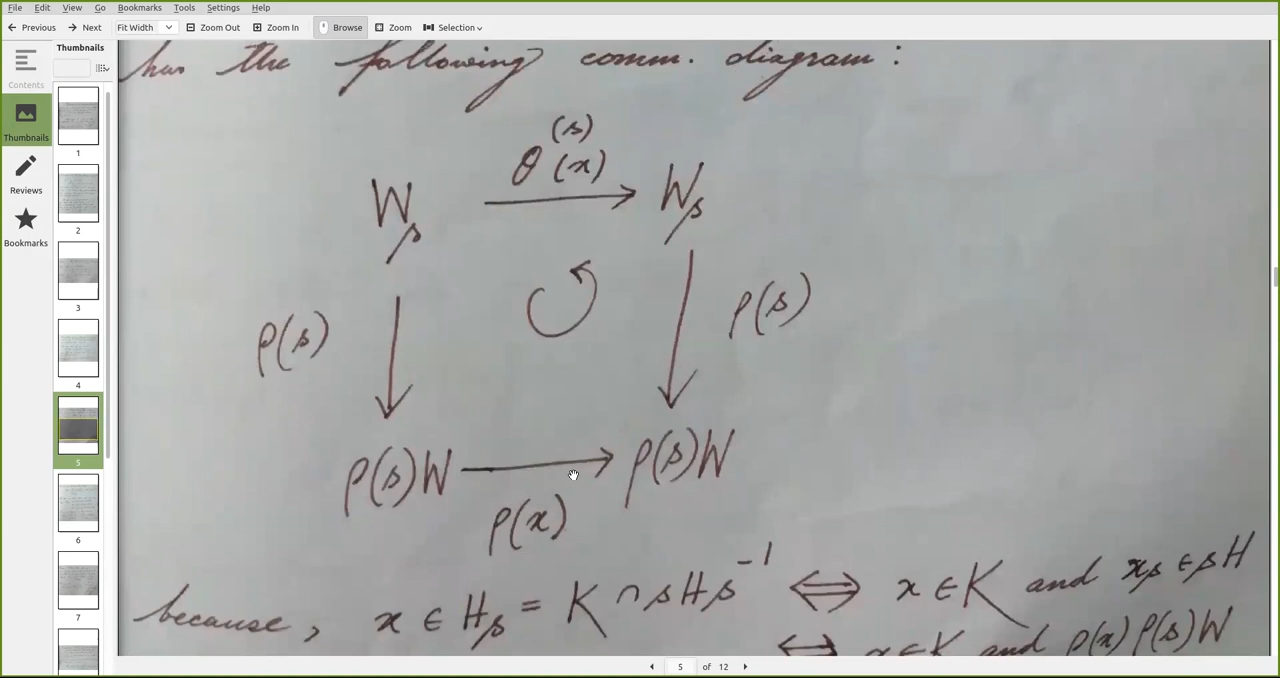 File Edit View Go Bookmarks Tools Settings Help
Previous Next Fit Width Zoom Out Zoom In Browse Zoom Selection
Contents
Thumbnails
Reviews
Bookmarks
Thumbnails
1
2
3
4
5
6
7
has the following comm. diagram :
(s)
W_s θ(x) W_s
ρ(s) ρ(s)
ρ(s)W ρ(s)W
ρ(x)
because, x ∈ H_s = K ∩ sHs⁻¹ ⟺ x ∈ K and xs ∈ sH
⟺ x ∈ K and ρ(x) ρ(s)W
5 of 12